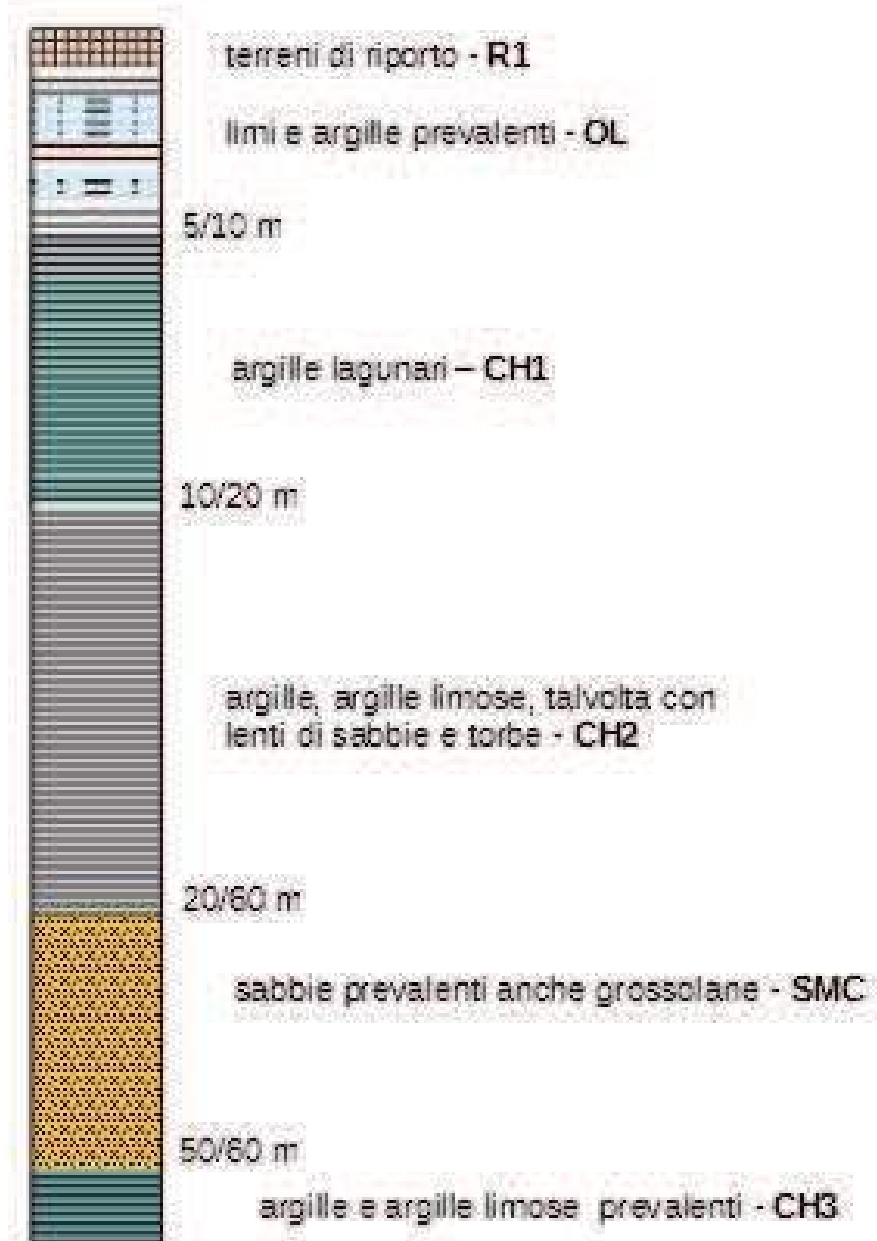 terreni di riporto - R1
limi e argille prevalenti - OL
5/10 m
argille lagunari – CH1
10/20 m
argille, argille limose, talvolta con
lenti di sabbie e torbe - CH2
20/60 m
sabbie prevalenti anche grossolane - SMC
50/60 m
argille e argille limose prevalenti - CH3